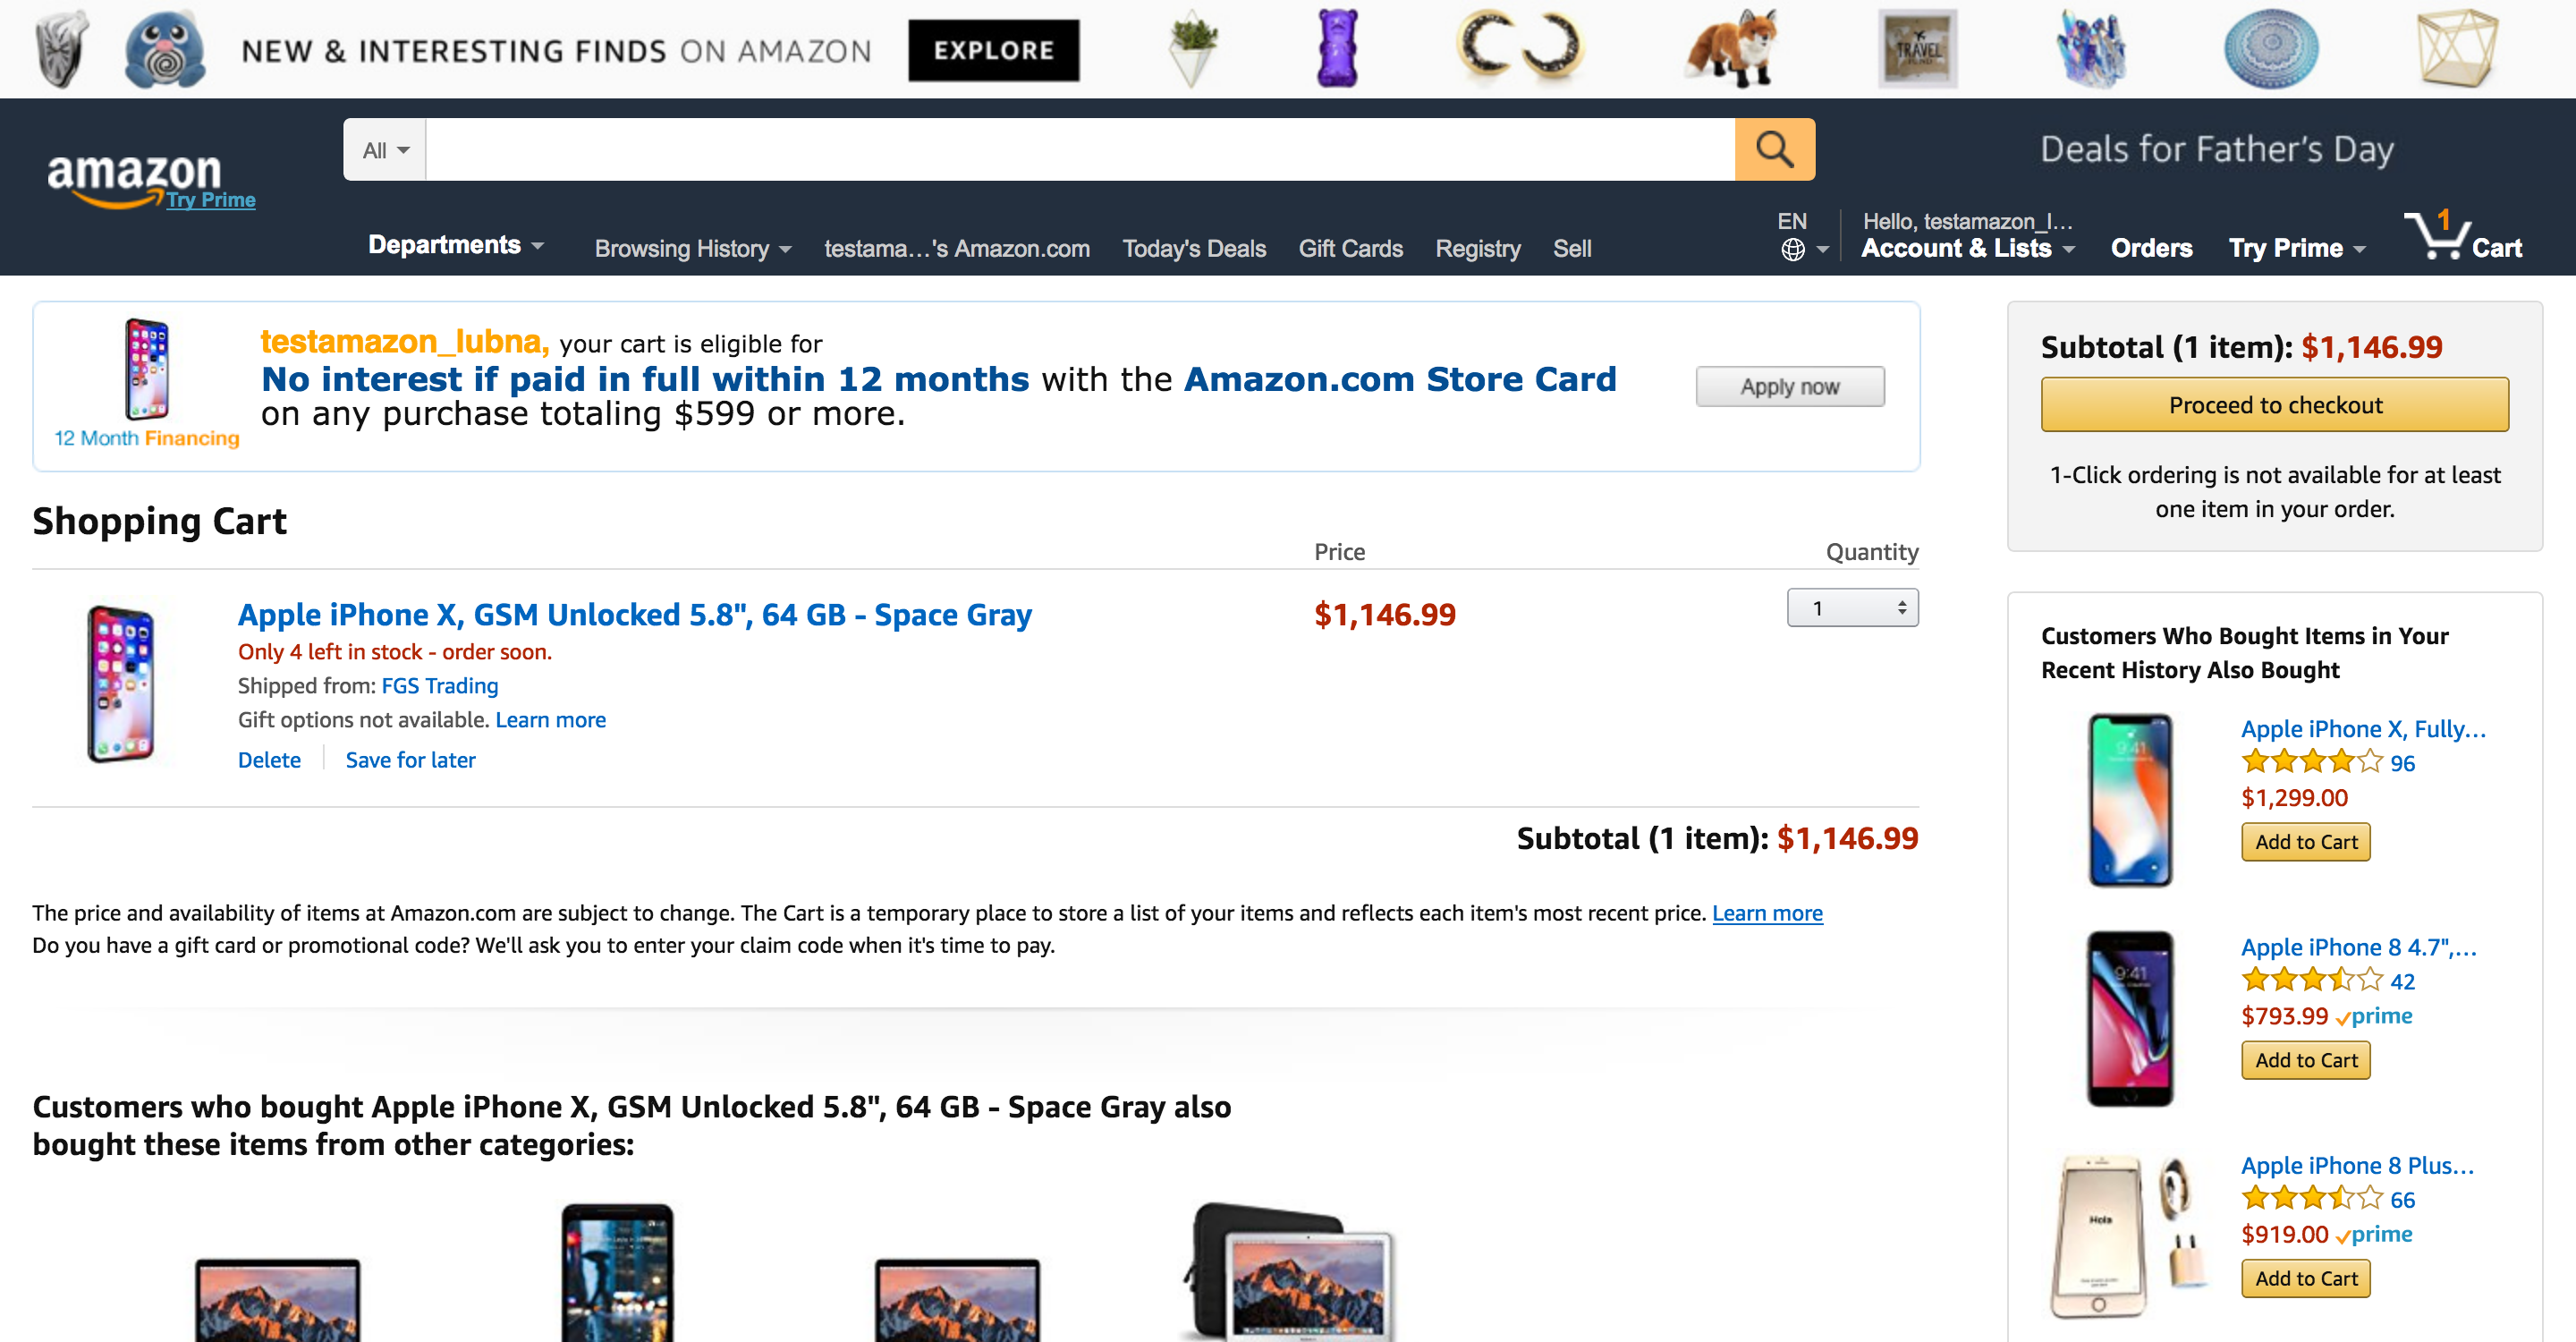 NEW & INTERESTING FINDS ON AMAZON
EXPLORE
TRAVEL
FUND
amazon
Try Prime
All
Deals for Father's Day
Departments
Browsing History
testama...'s Amazon.com
Today's Deals
Gift Cards
Registry
Sell
EN
Hello, testamazon_l...
Account & Lists
Orders
Try Prime
1
Cart
12 Month Financing
testamazon_lubna, your cart is eligible for
No interest if paid in full within 12 months with the Amazon.com Store Card
on any purchase totaling $599 or more.
Apply now
Subtotal (1 item): $1,146.99
Proceed to checkout
1-Click ordering is not available for at least
one item in your order.
Shopping Cart
Price
Quantity
Apple iPhone X, GSM Unlocked 5.8", 64 GB - Space Gray
$1,146.99
1
Only 4 left in stock - order soon.
Shipped from: FGS Trading
Gift options not available. Learn more
Delete
Save for later
Subtotal (1 item): $1,146.99
The price and availability of items at Amazon.com are subject to change. The Cart is a temporary place to store a list of your items and reflects each item's most recent price. Learn more
Do you have a gift card or promotional code? We'll ask you to enter your claim code when it's time to pay.
Customers who bought Apple iPhone X, GSM Unlocked 5.8", 64 GB - Space Gray also
bought these items from other categories:
Customers Who Bought Items in Your
Recent History Also Bought
9:41
Apple iPhone X, Fully...
96
$1,299.00
Add to Cart
9:41
Apple iPhone 8 4.7",...
42
$793.99 prime
Add to Cart
Hola
Apple iPhone 8 Plus...
66
$919.00 prime
Add to Cart